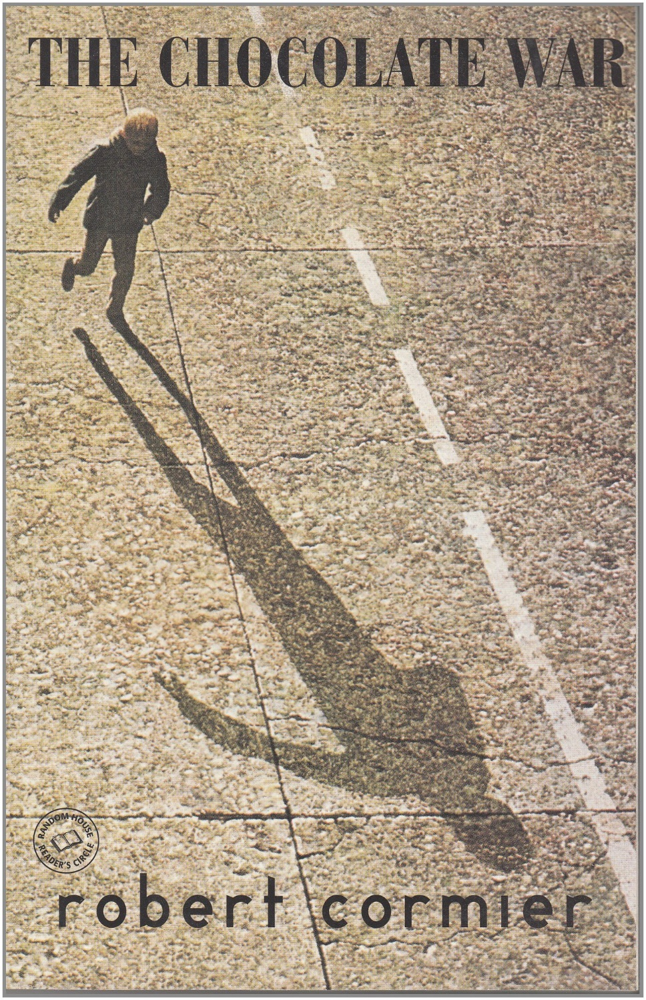 THE CHOCOLATE WAR
RANDOM HOUSE
READER'S CIRCLE
robert cormier